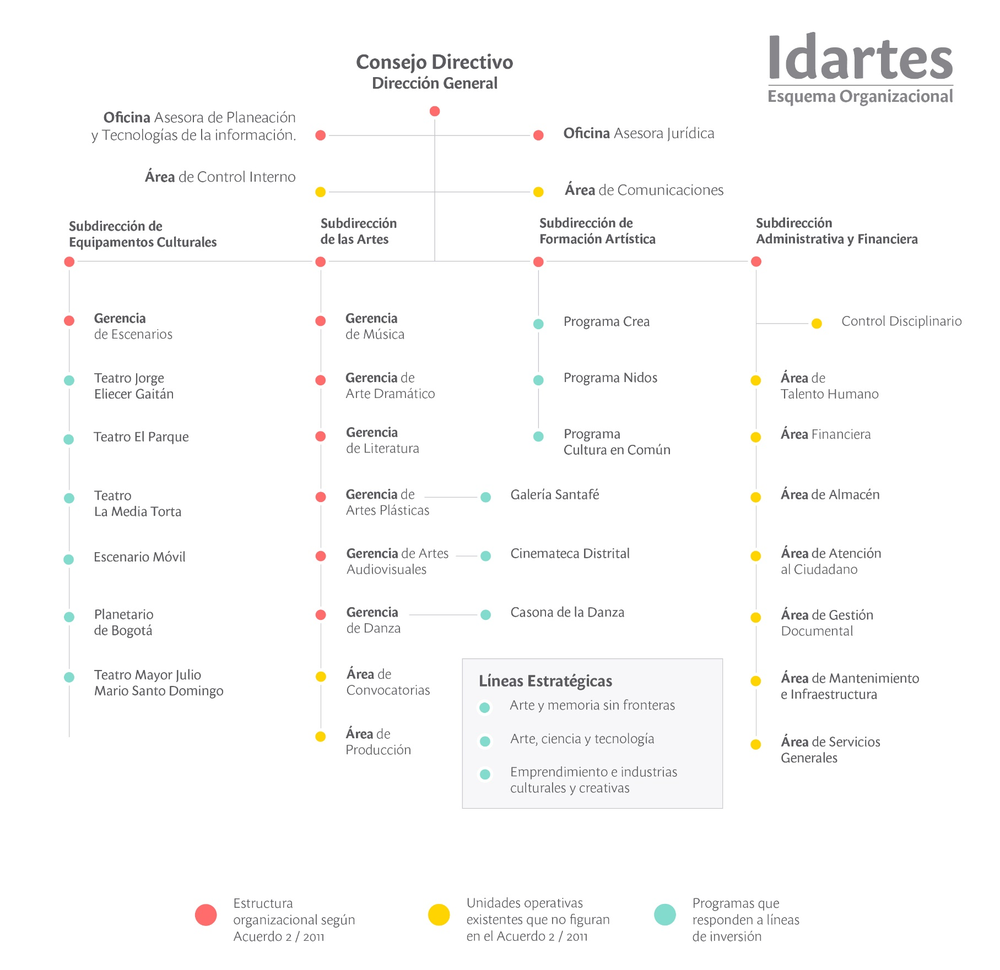 Idartes
Esquema Organizacional
Consejo Directivo
Dirección General
Oficina Asesora de Planeación
y Tecnologías de la información.
Oficina Asesora Jurídica
Área de Control Interno
Área de Comunicaciones
Subdirección de
Equipamentos Culturales
Gerencia
de Escenarios
Teatro Jorge
Eliecer Gaitán
Teatro El Parque
Teatro
La Media Torta
Escenario Móvil
Planetario
de Bogotá
Teatro Mayor Julio
Mario Santo Domingo
Subdirección
de las Artes
Gerencia
de Música
Gerencia de
Arte Dramático
Gerencia
de Literatura
Gerencia de
Artes Plásticas
Galería Santafé
Gerencia de Artes
Audiovisuales
Cinemateca Distrital
Gerencia
de Danza
Casona de la Danza
Área de
Convocatorias
Área de
Producción
Subdirección de
Formación Artística
Programa Crea
Programa Nidos
Programa
Cultura en Común
Subdirección
Administrativa y Financiera
Control Disciplinario
Área de
Talento Humano
Área Financiera
Área de Almacén
Área de Atención
al Ciudadano
Área de Gestión
Documental
Área de Mantenimiento
e Infraestructura
Área de Servicios
Generales
Líneas Estratégicas
Arte y memoria sin fronteras
Arte, ciencia y tecnología
Emprendimiento e industrias
culturales y creativas
Estructura
organizacional según
Acuerdo 2 / 2011
Unidades operativas
existentes que no figuran
en el Acuerdo 2 / 2011
Programas que
responden a líneas
de inversión